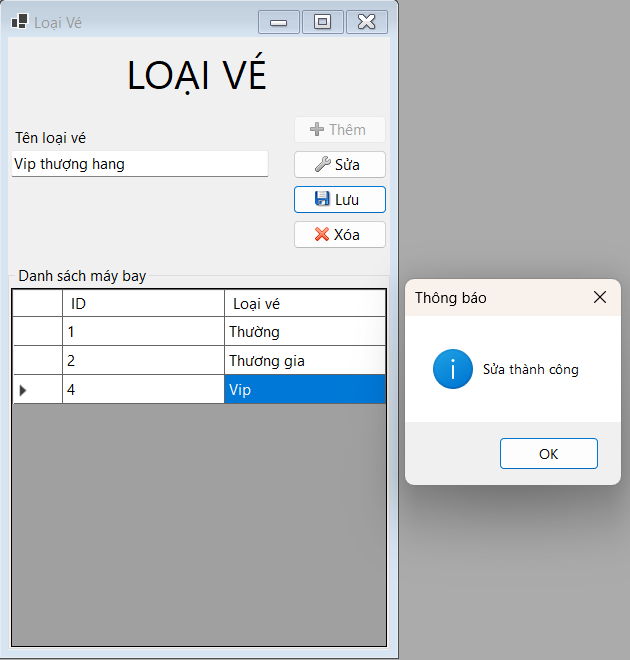 Loại Vé
LOẠI VÉ
Tên loại vé
Vip thượng hang
Thêm
Sửa
Lưu
Xóa
Danh sách máy bay
ID Loại vé
1 Thường
2 Thương gia
4 Vip
Thông báo
Sửa thành công
OK